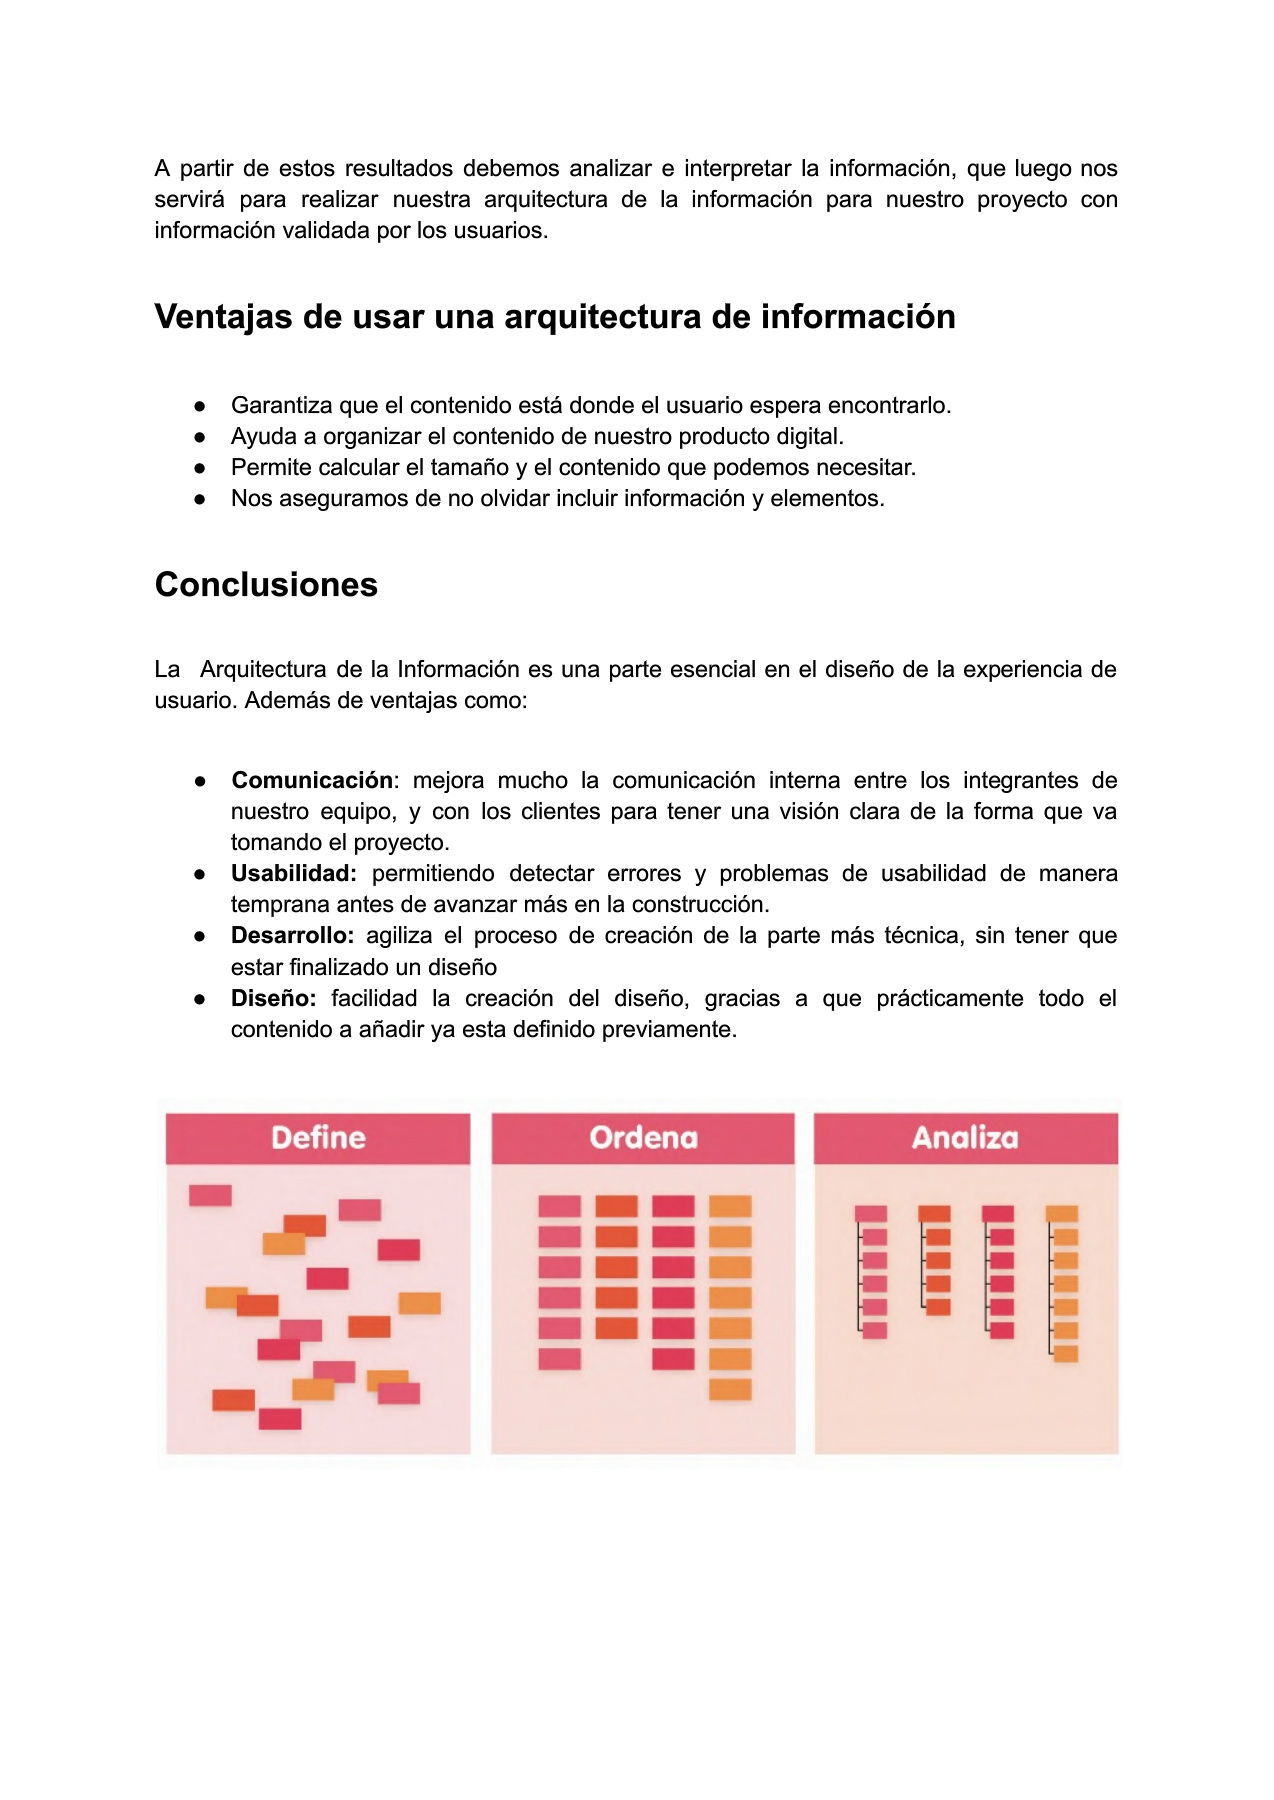 A partir de estos resultados debemos analizar e interpretar la información, que luego nos
servirá para realizar nuestra arquitectura de la información para nuestro proyecto con
información validada por los usuarios.
Ventajas de usar una arquitectura de información
● Garantiza que el contenido está donde el usuario espera encontrarlo.
● Ayuda a organizar el contenido de nuestro producto digital.
● Permite calcular el tamaño y el contenido que podemos necesitar.
● Nos aseguramos de no olvidar incluir información y elementos.
Conclusiones
La Arquitectura de la Información es una parte esencial en el diseño de la experiencia de
usuario. Además de ventajas como:
● Comunicación: mejora mucho la comunicación interna entre los integrantes de
nuestro equipo, y con los clientes para tener una visión clara de la forma que va
tomando el proyecto.
● Usabilidad: permitiendo detectar errores y problemas de usabilidad de manera
temprana antes de avanzar más en la construcción.
● Desarrollo: agiliza el proceso de creación de la parte más técnica, sin tener que
estar finalizado un diseño
● Diseño: facilidad la creación del diseño, gracias a que prácticamente todo el
contenido a añadir ya esta definido previamente.
Define
Ordena
Analiza